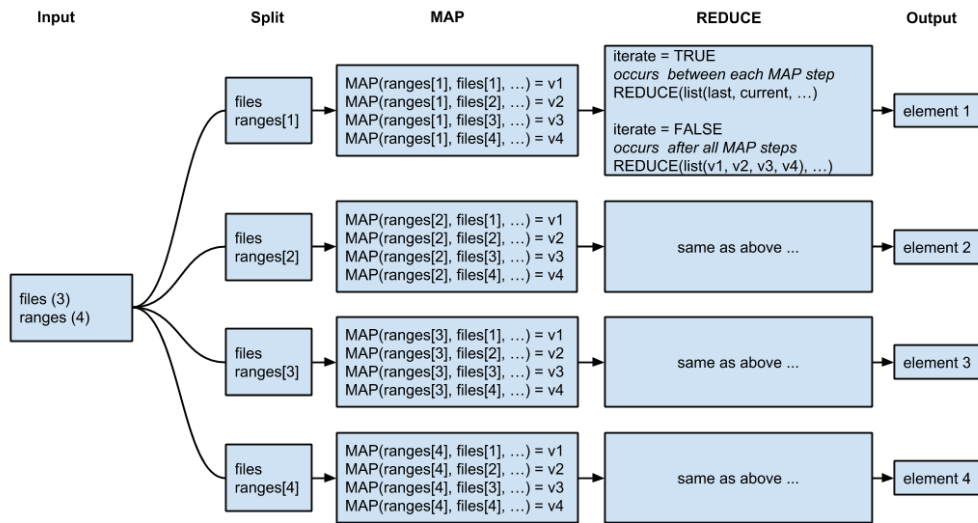 Input
Split
MAP
REDUCE
Output
files (3)
ranges (4)
files
ranges[1]
MAP(ranges[1], files[1], …) = v1
MAP(ranges[1], files[2], …) = v2
MAP(ranges[1], files[3], …) = v3
MAP(ranges[1], files[4], …) = v4
iterate = TRUE
occurs between each MAP step
REDUCE(list(last, current, …)
iterate = FALSE
occurs after all MAP steps
REDUCE(list(v1, v2, v3, v4), …)
element 1
files
ranges[2]
MAP(ranges[2], files[1], …) = v1
MAP(ranges[2], files[2], …) = v2
MAP(ranges[2], files[3], …) = v3
MAP(ranges[2], files[4], …) = v4
same as above ...
element 2
files
ranges[3]
MAP(ranges[3], files[1], …) = v1
MAP(ranges[3], files[2], …) = v2
MAP(ranges[3], files[3], …) = v3
MAP(ranges[3], files[4], …) = v4
same as above ...
element 3
files
ranges[4]
MAP(ranges[4], files[1], …) = v1
MAP(ranges[4], files[2], …) = v2
MAP(ranges[4], files[3], …) = v3
MAP(ranges[4], files[4], …) = v4
same as above ...
element 4